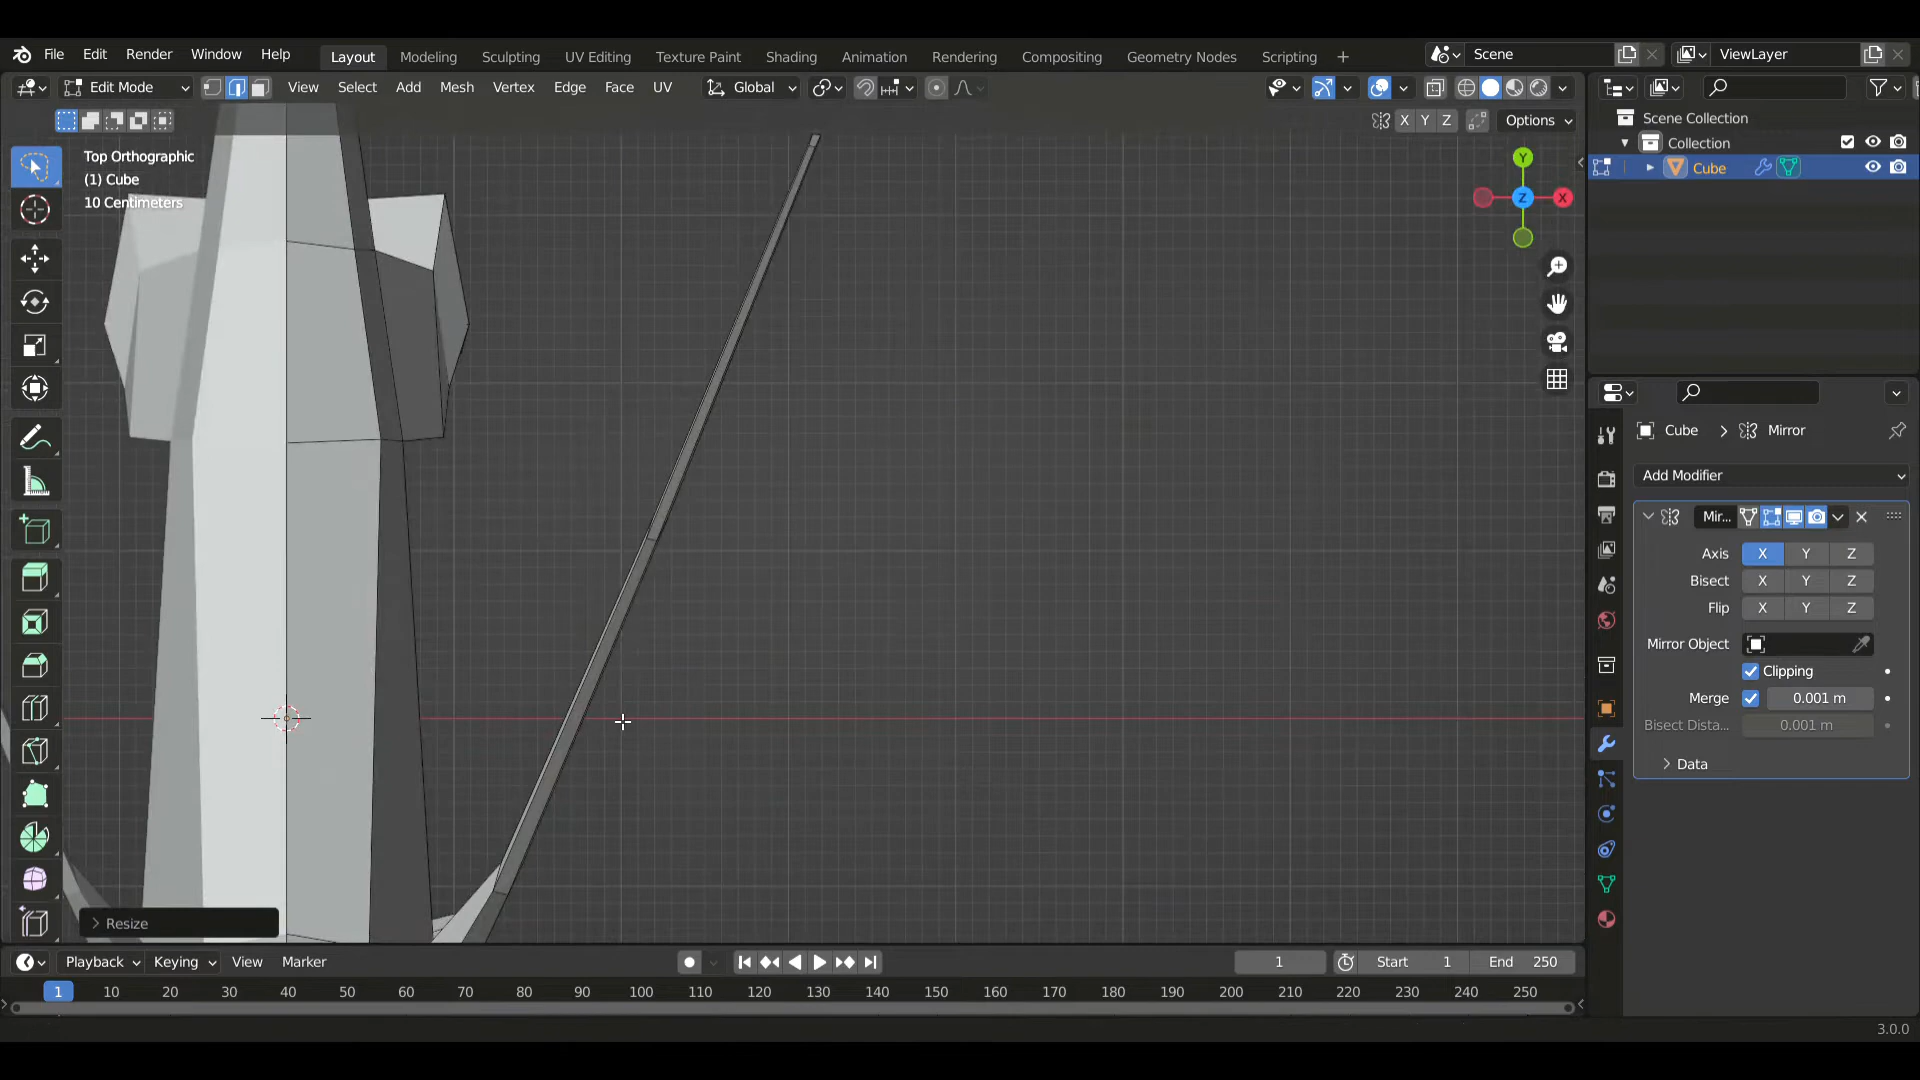 File Edit Render Window Help Layout Modeling Sculpting UV Editing Texture Paint Shading Animation Rendering Compositing Geometry Nodes Scripting + Scene ViewLayer
Edit Mode View Select Add Mesh Vertex Edge Face UV Global
X Y Z Options
Top Orthographic
(1) Cube
10 Centimeters
Y
Z X
Scene Collection
Collection
Cube
Cube > Mirror
Add Modifier
Mir...
Axis X Y Z
Bisect X Y Z
Flip X Y Z
Mirror Object
Clipping
Merge 0.001 m
Bisect Dista... 0.001 m
> Data
> Resize
Playback Keying View Marker 1 Start 1 End 250
1 10 20 30 40 50 60 70 80 90 100 110 120 130 140 150 160 170 180 190 200 210 220 230 240 250
3.0.0